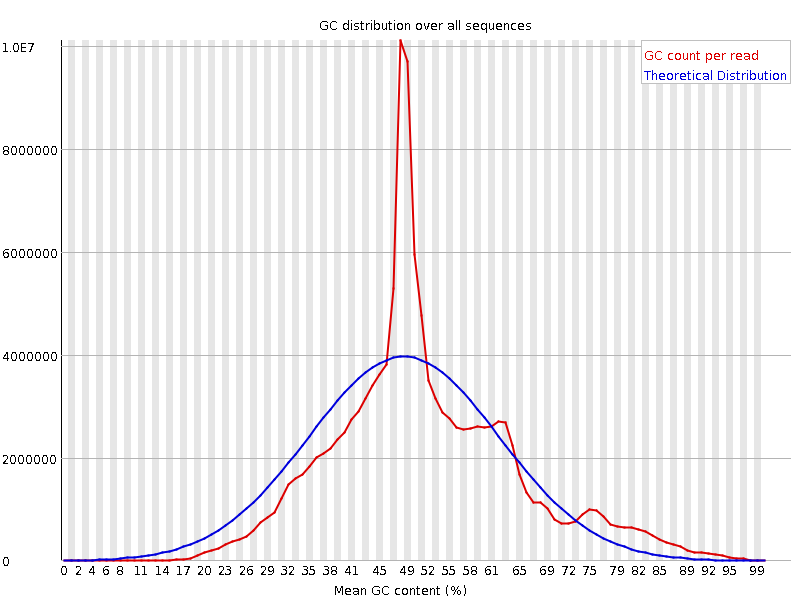 GC distribution over all sequences
1.0E7
GC count per read
Theoretical Distribution
8000000
6000000
4000000
2000000
0
0 2 4 6 8 11 14 17 20 23 26 29 32 35 38 41 45 49 52 55 58 61 65 69 72 75 79 82 85 89 92 95 99
Mean GC content (%)